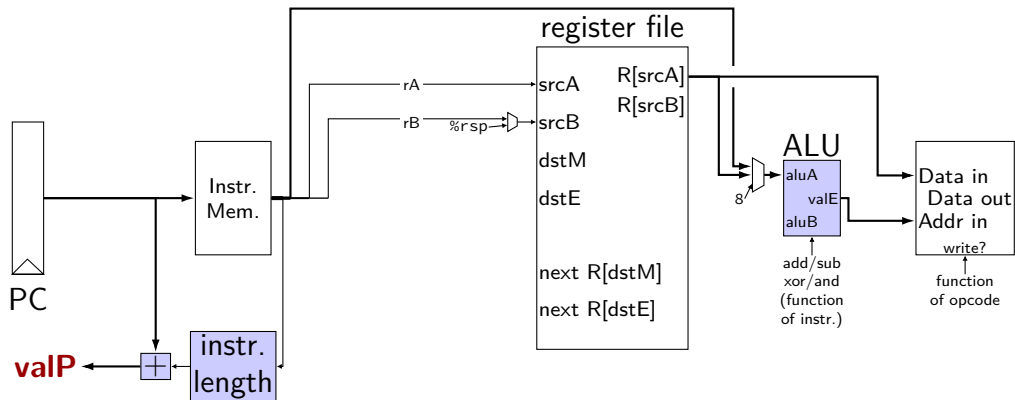 register file
rA
srcA
R[srcA]
R[srcB]
rB
%rsp
srcB
ALU
dstM
dstE
Instr.
Mem.
aluA
valE
aluB
8
Data in
Data out
Addr in
write?
next R[dstM]
next R[dstE]
add/sub
xor/and
(function
of instr.)
function
of opcode
PC
valP
+
instr.
length